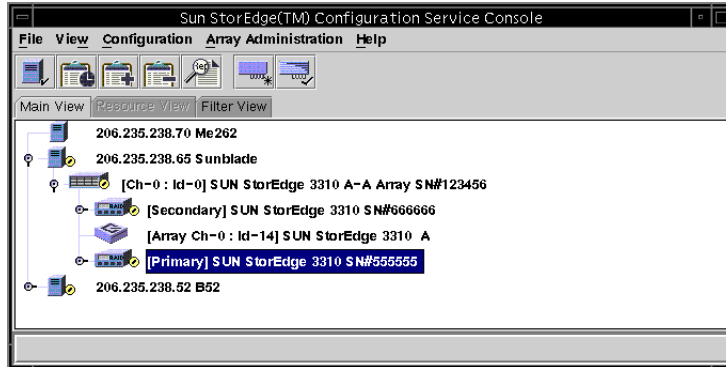 Sun StorEdge(TM) Configuration Service Console
File View Configuration Array Administration Help
Main View Resource View Filter View
206.235.238.70 Me262
206.235.238.65 Sunblade
[Ch-0 : Id-0] SUN StorEdge 3310 A-A Array SN#123456
[Secondary] SUN StorEdge 3310 SN#666666
[Array Ch-0 : Id-14] SUN StorEdge 3310 A
[Primary] SUN StorEdge 3310 SN#555555
206.235.238.52 B52